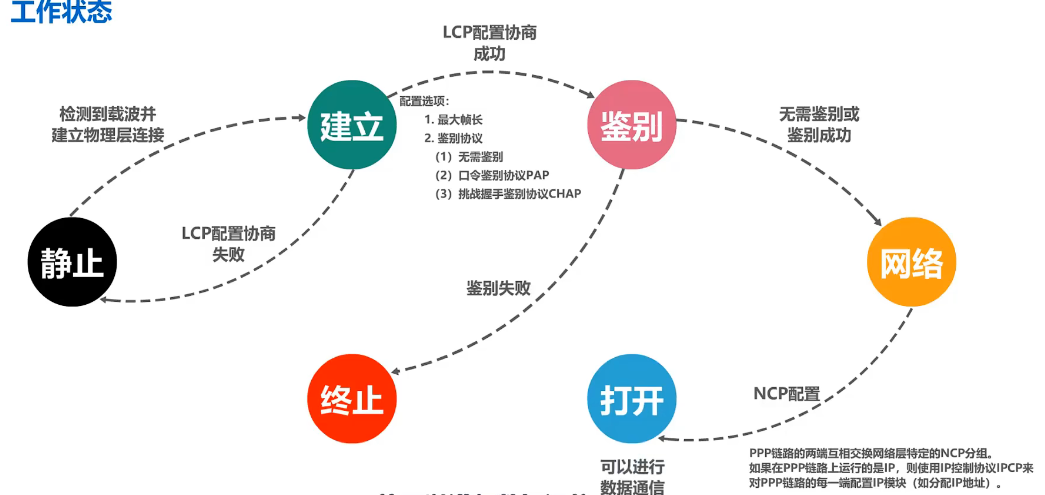 工作状态
LCP配置协商
成功
检测到载波并
建立物理层连接
建立
配置选项：
1. 最大帧长
2. 鉴别协议
（1）无需鉴别
（2）口令鉴别协议PAP
（3）挑战握手鉴别协议CHAP
鉴别
无需鉴别或
鉴别成功
LCP配置协商
失败
静止
网络
鉴别失败
终止
打开
NCP配置
可以进行
数据通信
PPP链路的两端互相交换网络层特定的NCP分组。
如果在PPP链路上运行的是IP，则使用IP控制协议IPCP来
对PPP链路的每一端配置IP模块（如分配IP地址）。